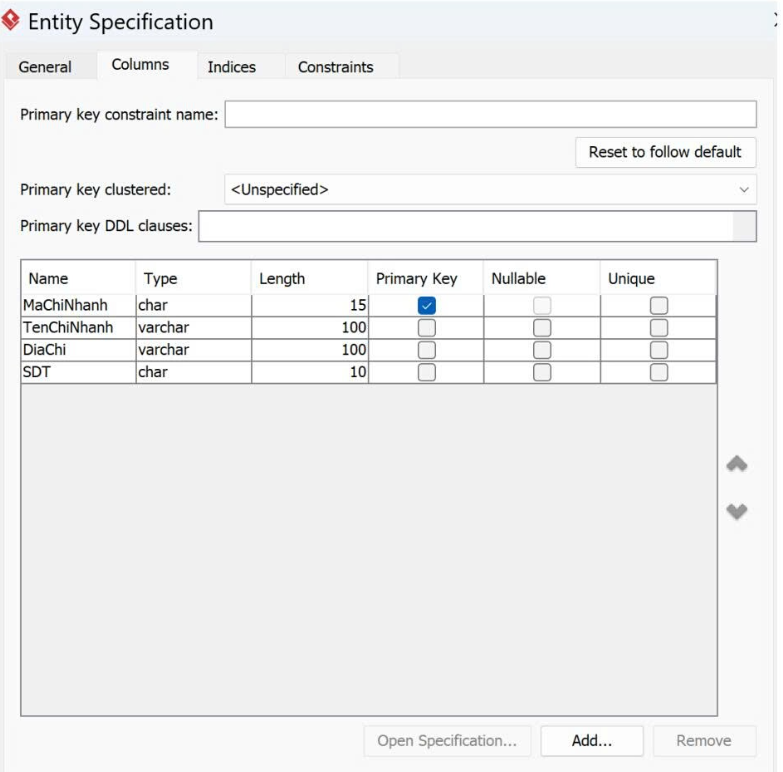 Entity Specification
General Columns Indices Constraints
Primary key constraint name:
Reset to follow default
Primary key clustered: <Unspecified>
Primary key DDL clauses:
Name Type Length Primary Key Nullable Unique
MaChiNhanh char 15
TenChiNhanh varchar 100
DiaChi varchar 100
SDT char 10
Open Specification... Add... Remove